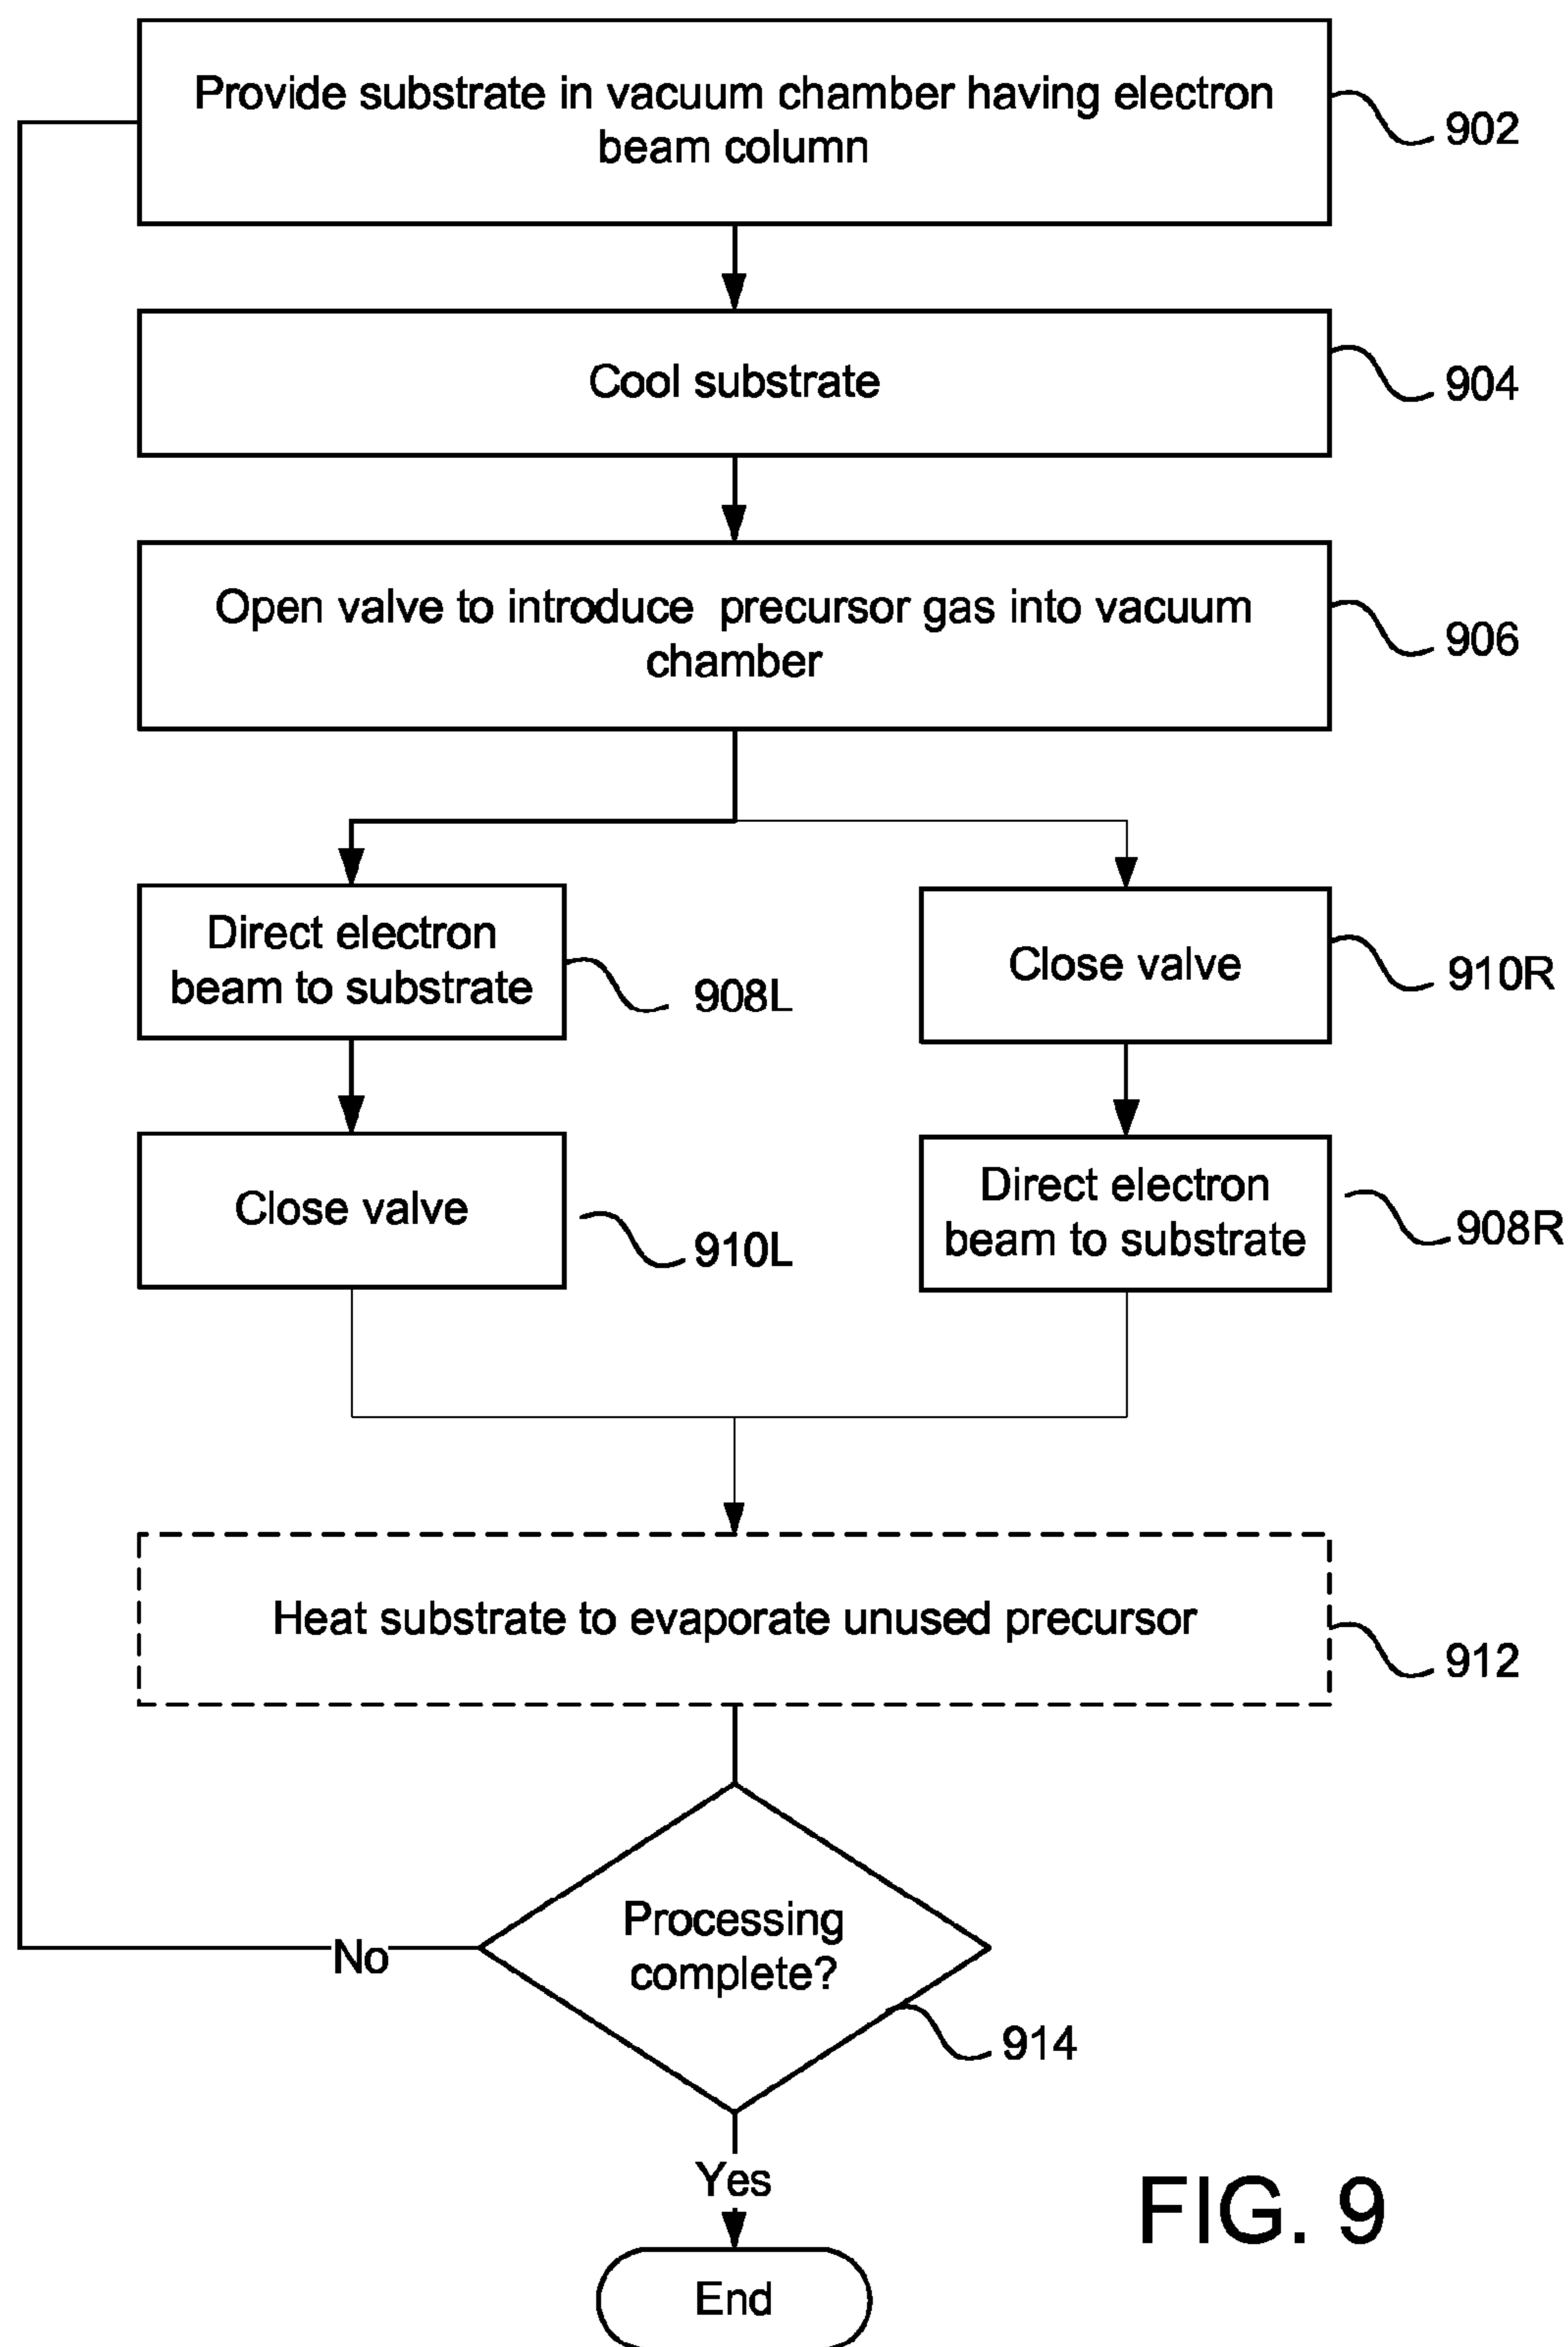 Provide substrate in vacuum chamber having electron
beam column
902
Cool substrate
904
Open valve to introduce precursor gas into vacuum
chamber
906
Direct electron
beam to substrate
908L
Close valve
910R
Close valve
910L
Direct electron
beam to substrate
908R
Heat substrate to evaporate unused precursor
912
Processing
complete?
914
No
Yes
End
FIG. 9